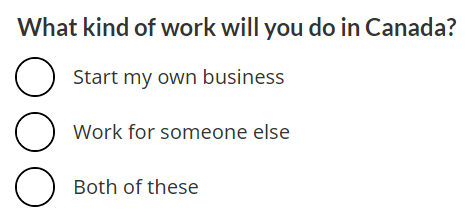 What kind of work will you do in Canada?
Start my own business
Work for someone else
Both of these